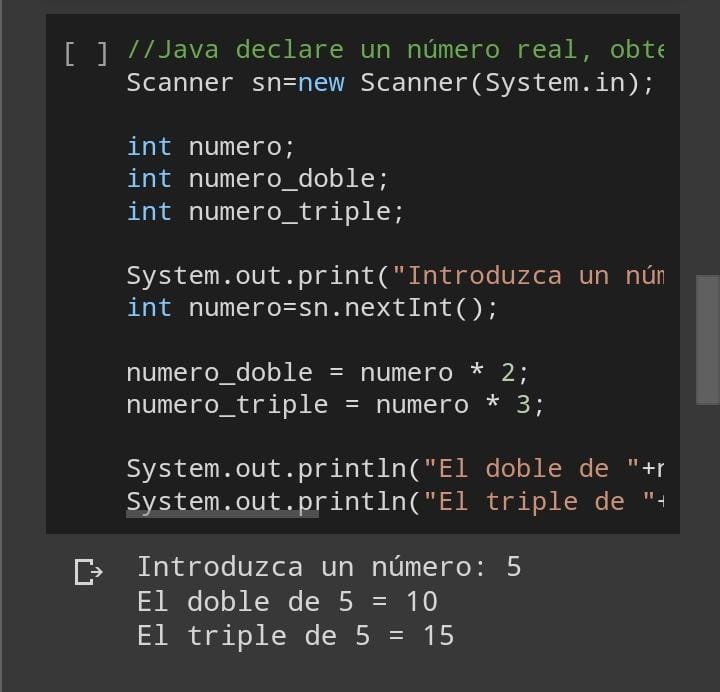 [ ] //Java declare un número real, obte
Scanner sn=new Scanner(System.in);
int numero;
int numero_doble;
int numero_triple;
System.out.print("Introduzca un núm
int numero=sn.nextInt();
numero_doble = numero * 2;
numero_triple = numero * 3;
System.out.println("El doble de "+n
System.out.println("El triple de "+
Introduzca un número: 5
El doble de 5 = 10
El triple de 5 = 15